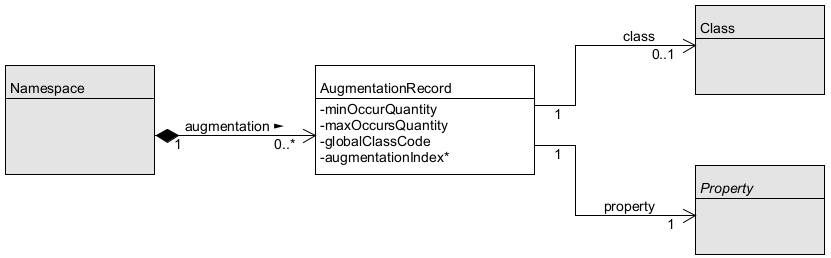 Namespace
augmentation ►
1
0..*
AugmentationRecord
-minOccurQuantity
-maxOccursQuantity
-globalClassCode
-augmentationIndex*
1
class
0..1
Class
1
property
1
Property